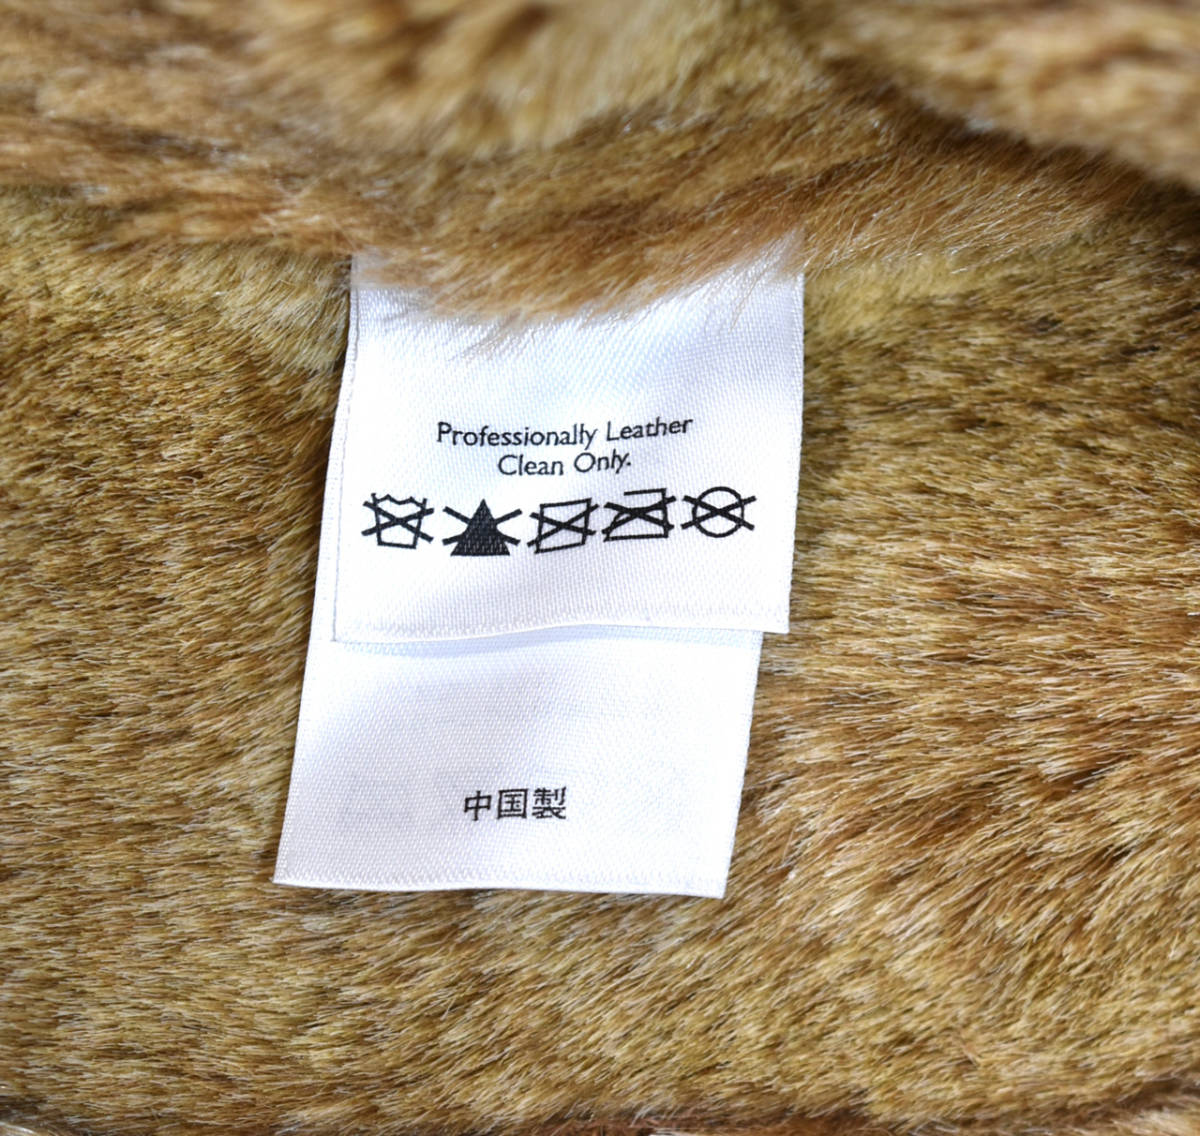 Professionally Leather
Clean Only.
中国製